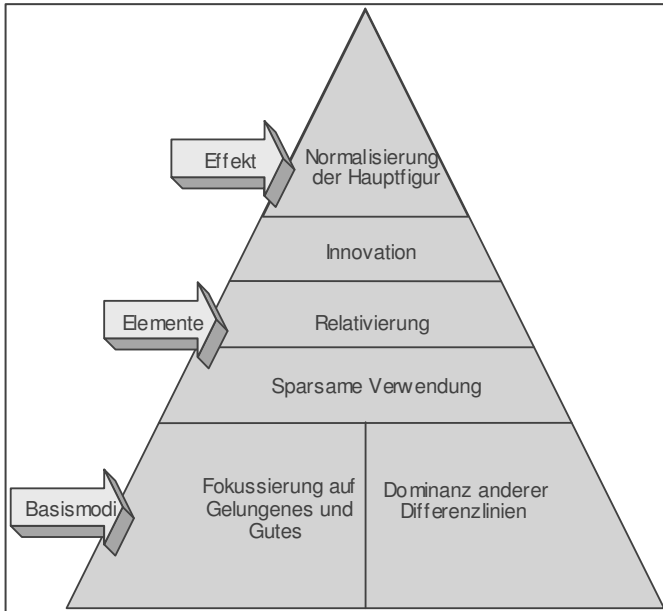 Effekt
Normalisierung
der Hauptfigur
Innovation
Elemente
Relativierung
Sparsame Verwendung
Basismodi
Fokussierung auf
Gelungenes und
Gutes
Dominanz anderer
Differenzlinien